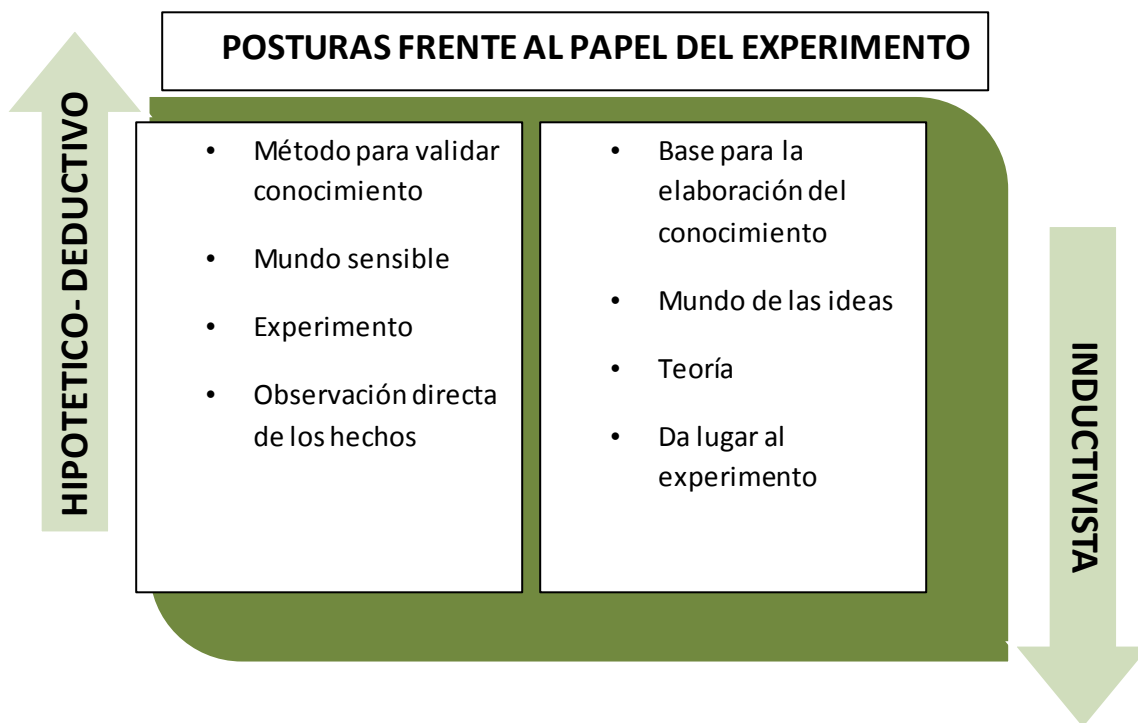 POSTURAS FRENTE AL PAPEL DEL EXPERIMENTO
HIPOTETICO- DEDUCTIVO
• Método para validar
conocimiento
• Mundo sensible
• Experimento
• Observación directa
de los hechos
• Base para la
elaboración del
conocimiento
• Mundo de las ideas
• Teoría
• Da lugar al
experimento
INDUCTIVISTA